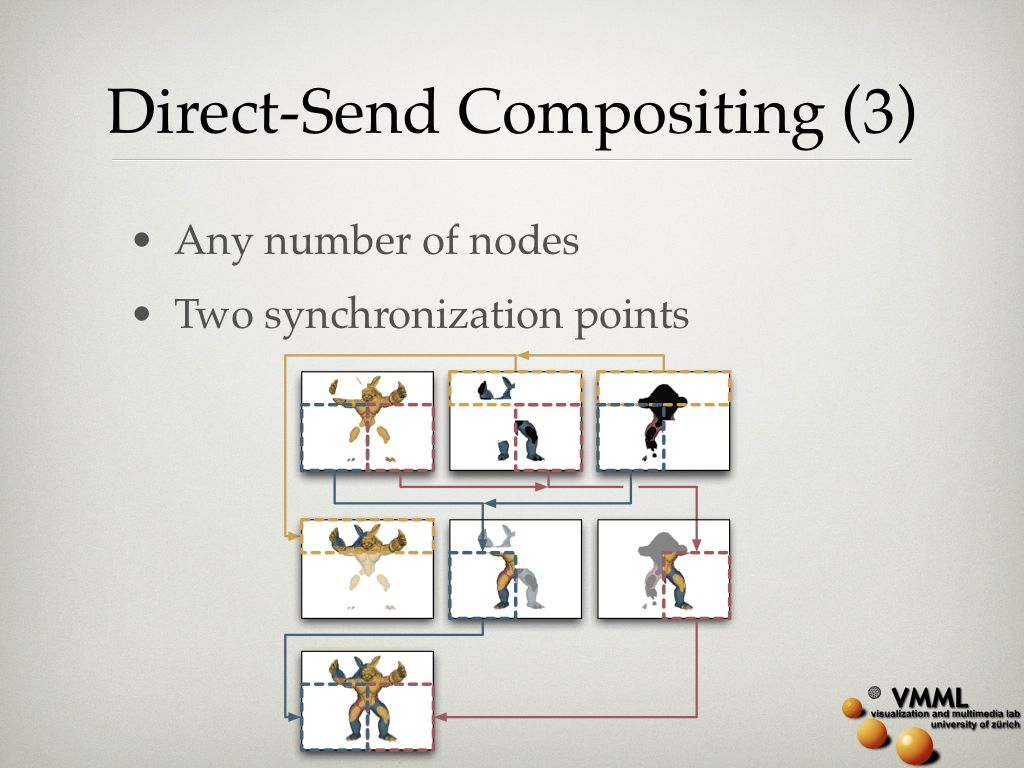 Direct-Send Compositing (3)
• Any number of nodes
• Two synchronization points
VMML
visualization and multimedia lab
university of zürich